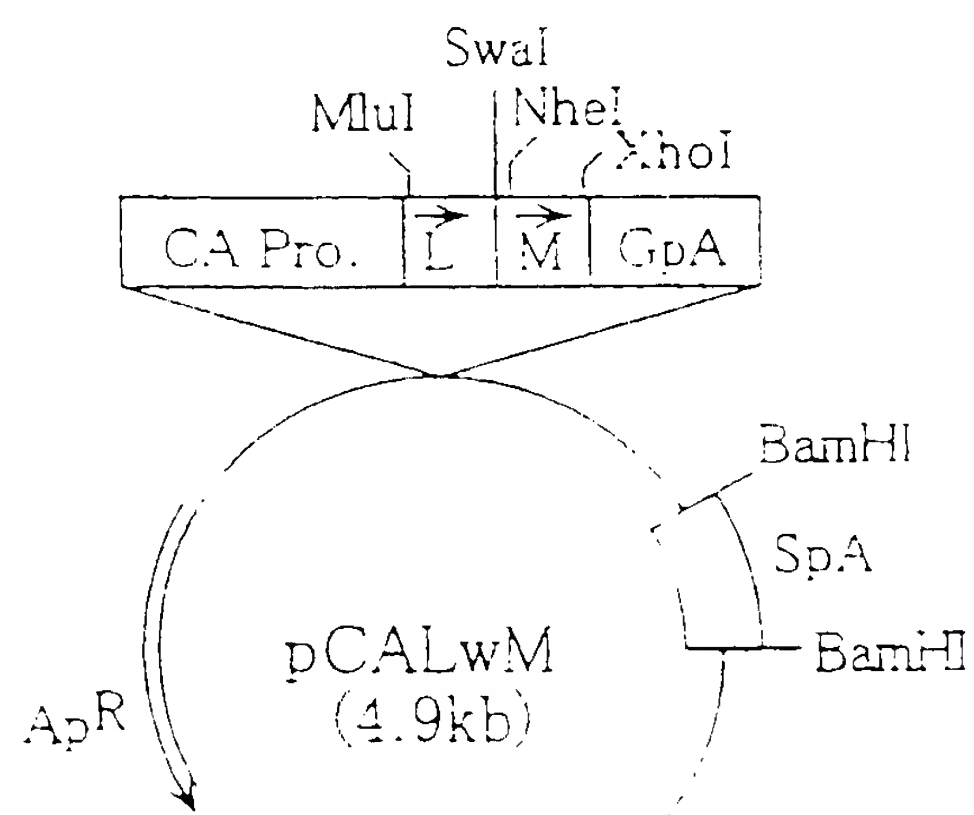 SwaI
MluI
NheI
XhoI
CA Pro.
L
M
GpA
BamHI
SpA
BamHI
pCALwM
(4.9kb)
ApR